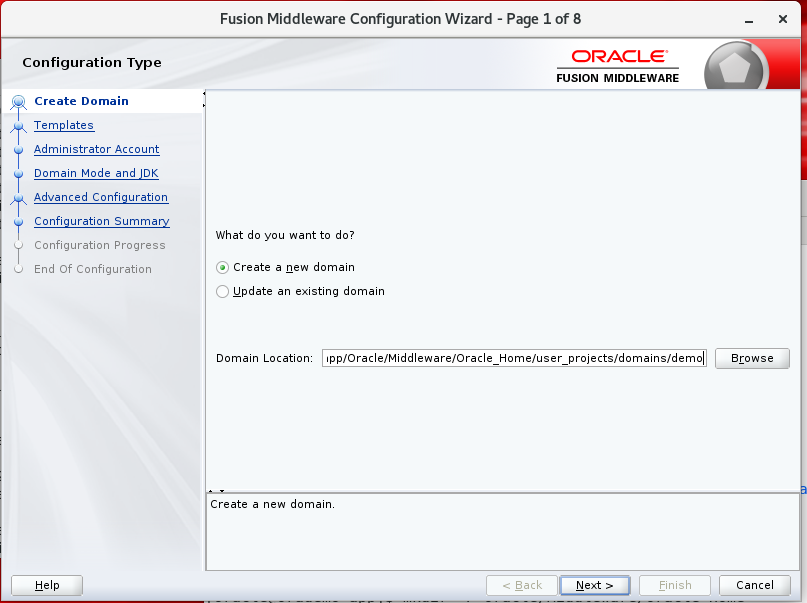 Fusion Middleware Configuration Wizard - Page 1 of 8
Configuration Type
ORACLE
FUSION MIDDLEWARE
Create Domain
Templates
Administrator Account
Domain Mode and JDK
Advanced Configuration
Configuration Summary
Configuration Progress
End Of Configuration
What do you want to do?
Create a new domain
Update an existing domain
Domain Location: app/Oracle/Middleware/Oracle_Home/user_projects/domains/demo Browse
Create a new domain.
Help < Back Next > Finish Cancel